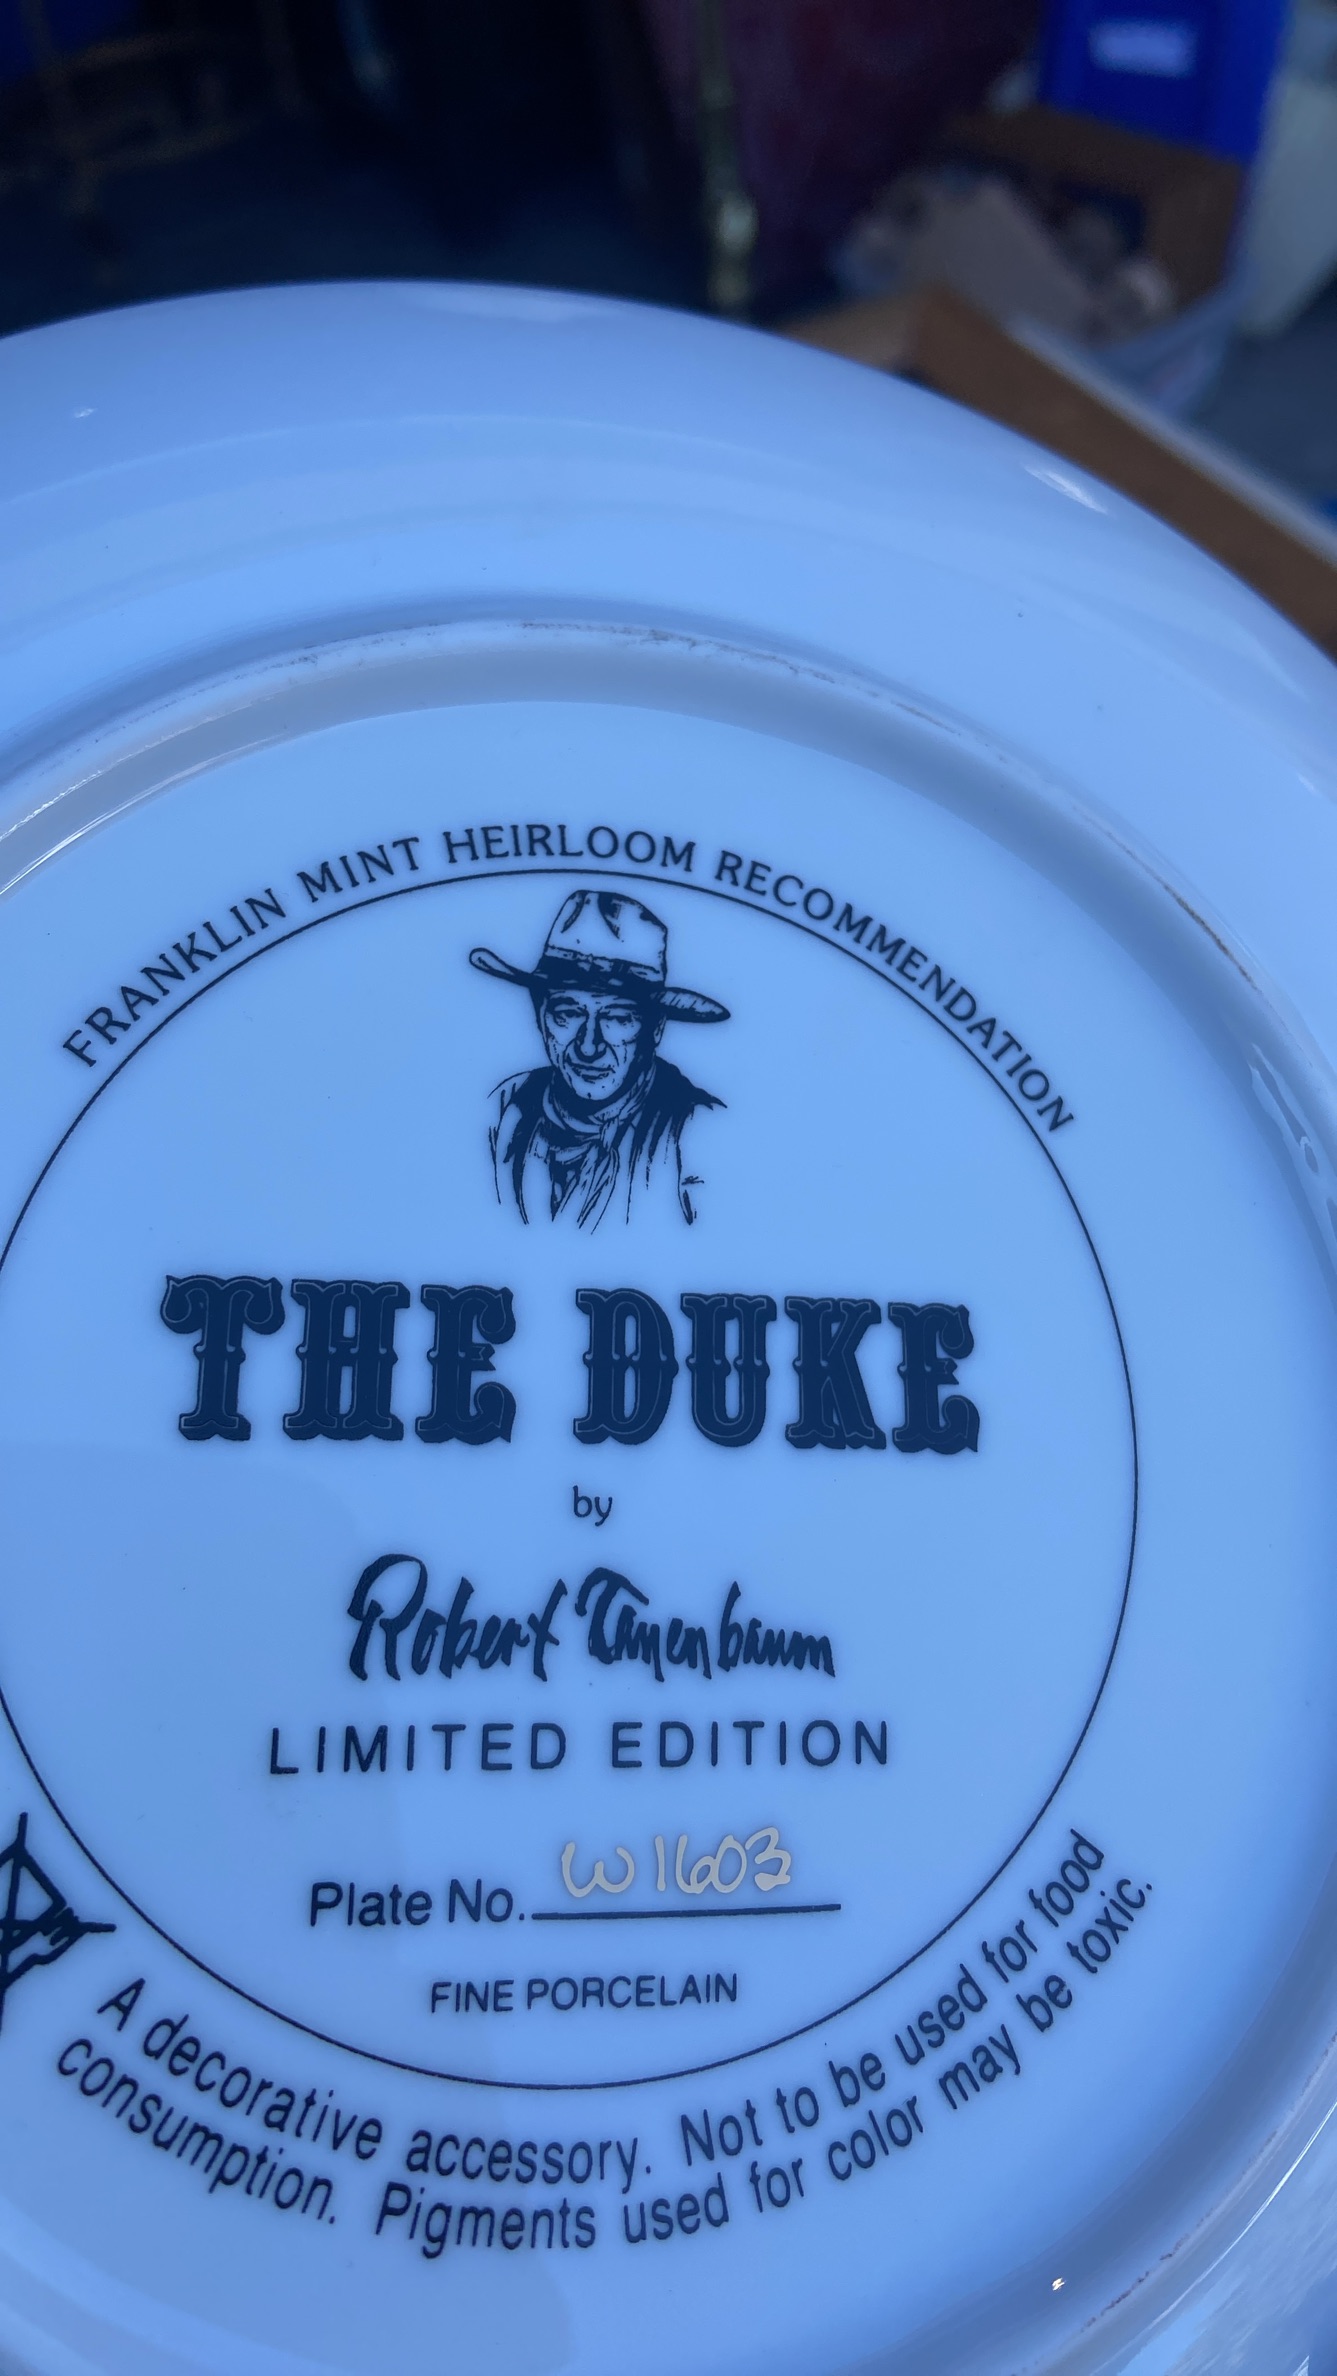 FRANKLIN MINT HEIRLOOM RECOMMENDATION
THE DUKE
by
Robert Tanenbaum
LIMITED EDITION
Plate No. W1603
FINE PORCELAIN
A decorative accessory. Not to be used for food
consumption. Pigments used for color may be toxic.